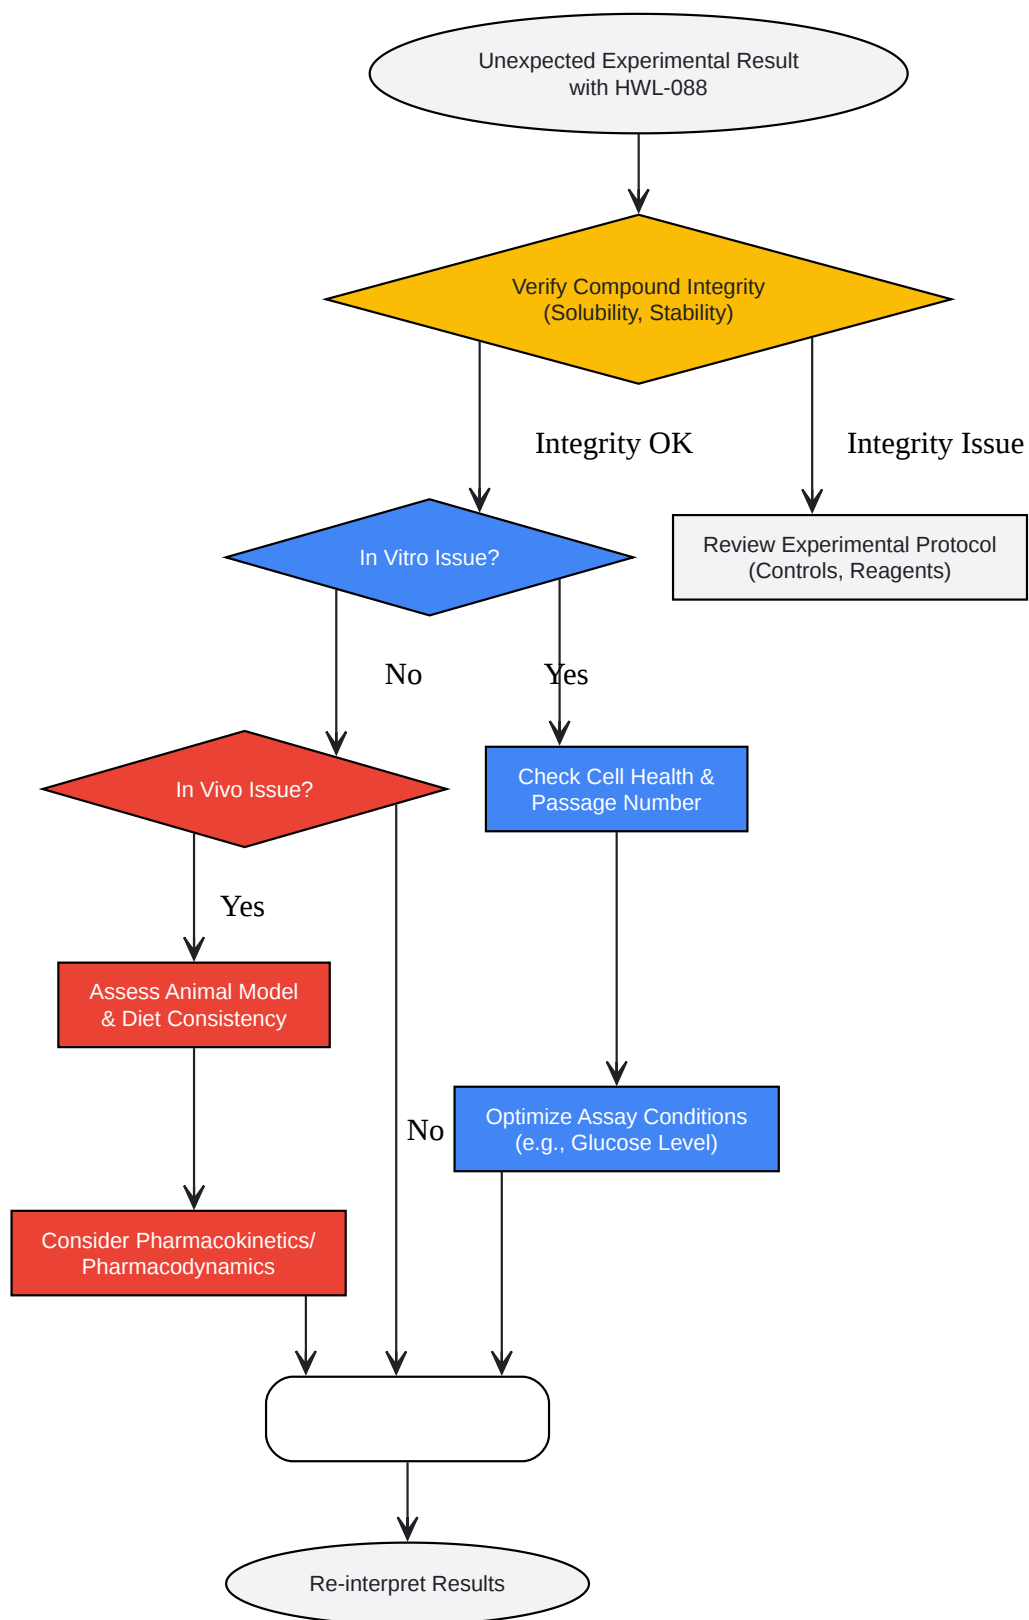 Unexpected Experimental Result
with HWL-088
Verify Compound Integrity
(Solubility, Stability)
Integrity OK
Integrity Issue
In Vitro Issue?
Review Experimental Protocol
(Controls, Reagents)
No
Yes
In Vivo Issue?
Check Cell Health &
Passage Number
Yes
Assess Animal Model
& Diet Consistency
No
Optimize Assay Conditions
(e.g., Glucose Level)
Consider Pharmacokinetics/
Pharmacodynamics
Re-interpret Results